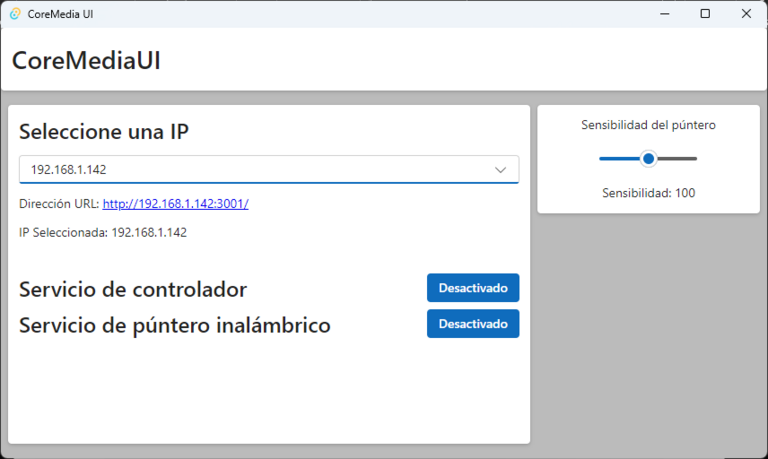 CoreMedia UI
CoreMediaUI
Seleccione una IP
192.168.1.142
Dirección URL: http://192.168.1.142:3001/
IP Seleccionada: 192.168.1.142
Servicio de controlador
Desactivado
Servicio de púntero inalámbrico
Desactivado
Sensibilidad del púntero
Sensibilidad: 100